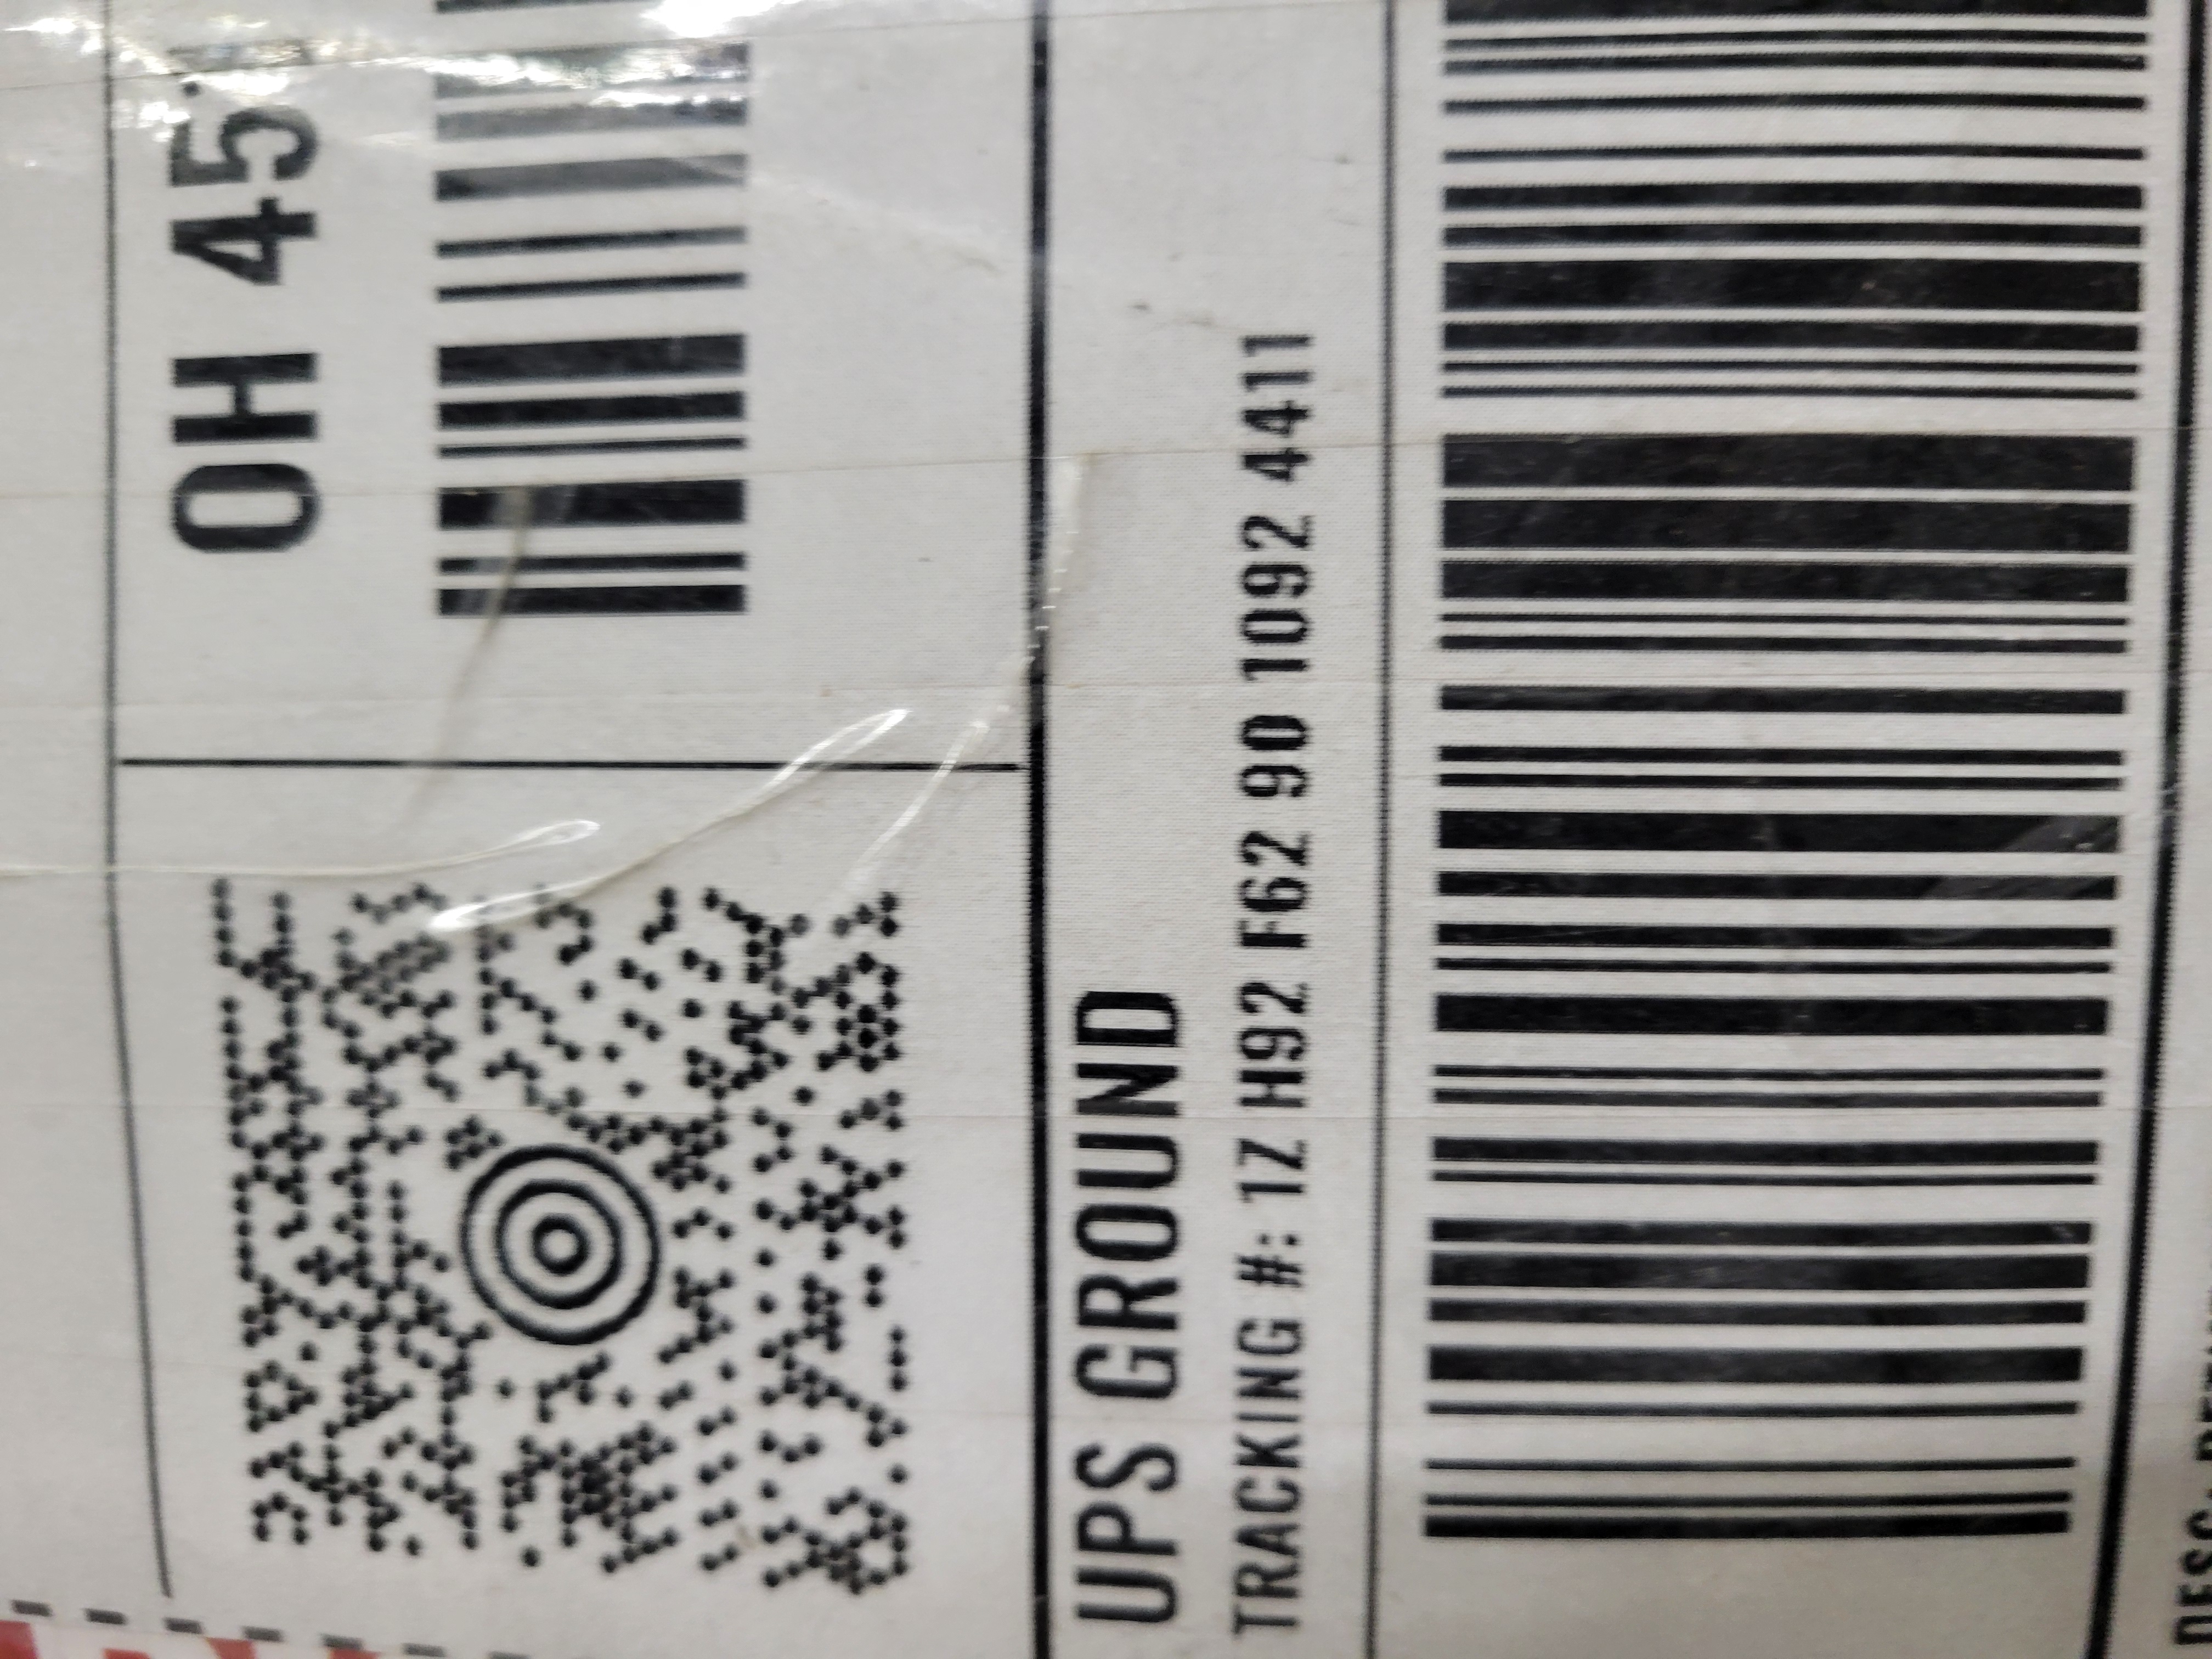 OH 45
UPS GROUND
TRACKING #: 1Z H92 F62 90 1092 4411